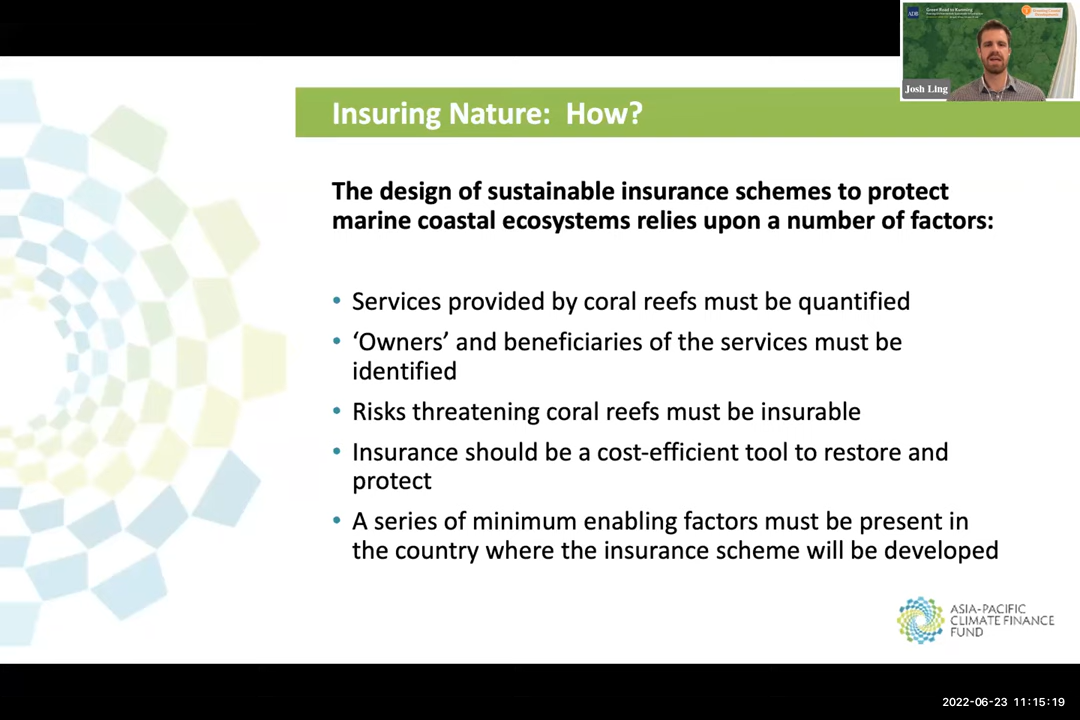 ADB
Josh Ling
Insuring Nature:  How?
The design of sustainable insurance schemes to protect
marine coastal ecosystems relies upon a number of factors:
• Services provided by coral reefs must be quantified
• ‘Owners’ and beneficiaries of the services must be
identified
• Risks threatening coral reefs must be insurable
• Insurance should be a cost-efficient tool to restore and
protect
• A series of minimum enabling factors must be present in
the country where the insurance scheme will be developed
ASIA-PACIFIC
CLIMATE FINANCE
FUND
2022-06-23 11:15:19